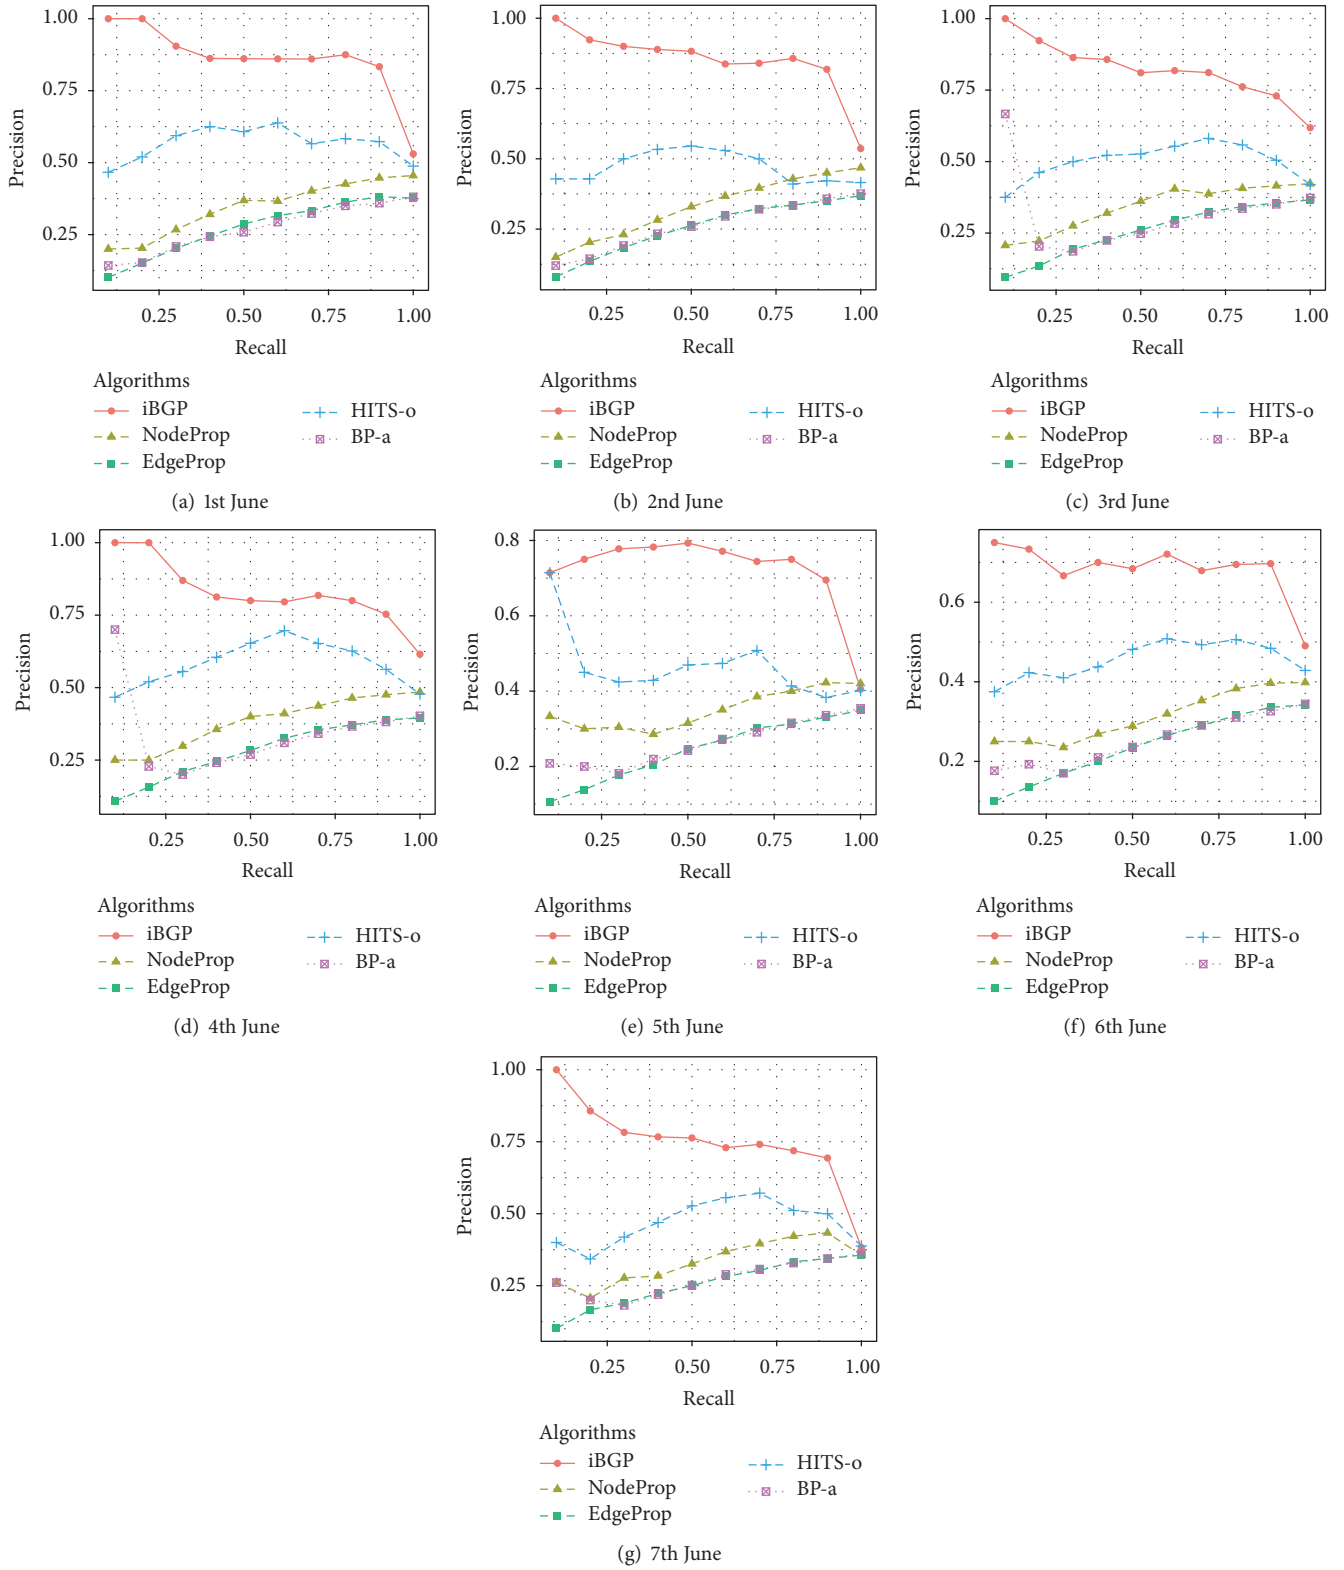 1.00
0.75
0.50
0.25
Precision
0.25 0.50 0.75 1.00
Recall
Algorithms
iBGP HITS-o
NodeProp BP-a
EdgeProp
(a) 1st June
1.00
0.75
0.50
0.25
Precision
0.25 0.50 0.75 1.00
Recall
Algorithms
iBGP HITS-o
NodeProp BP-a
EdgeProp
(b) 2nd June
1.00
0.75
0.50
0.25
Precision
0.25 0.50 0.75 1.00
Recall
Algorithms
iBGP HITS-o
NodeProp BP-a
EdgeProp
(c) 3rd June
1.00
0.75
0.50
0.25
Precision
0.25 0.50 0.75 1.00
Recall
Algorithms
iBGP HITS-o
NodeProp BP-a
EdgeProp
(d) 4th June
0.8
0.6
0.4
0.2
Precision
0.25 0.50 0.75 1.00
Recall
Algorithms
iBGP HITS-o
NodeProp BP-a
EdgeProp
(e) 5th June
0.6
0.4
0.2
Precision
0.25 0.50 0.75 1.00
Recall
Algorithms
iBGP HITS-o
NodeProp BP-a
EdgeProp
(f) 6th June
1.00
0.75
0.50
0.25
Precision
0.25 0.50 0.75 1.00
Recall
Algorithms
iBGP HITS-o
NodeProp BP-a
EdgeProp
(g) 7th June